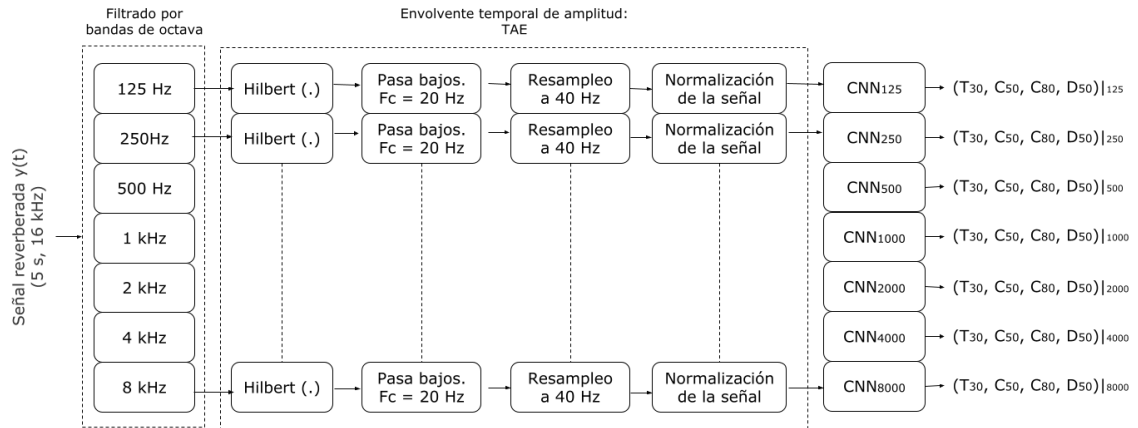 Filtrado por
bandas de octava
Envolvente temporal de amplitud:
TAE
Señal reverberada y(t)
(5 s, 16 kHz)
125 Hz
Hilbert (.)
Pasa bajos.
Fc = 20 Hz
Resampleo
a 40 Hz
Normalización
de la señal
CNN125
(T30, C50, C80, D50)|125
250Hz
Hilbert (.)
Pasa bajos.
Fc = 20 Hz
Resampleo
a 40 Hz
Normalización
de la señal
CNN250
(T30, C50, C80, D50)|250
500 Hz
CNN500
(T30, C50, C80, D50)|500
1 kHz
CNN1000
(T30, C50, C80, D50)|1000
2 kHz
CNN2000
(T30, C50, C80, D50)|2000
4 kHz
CNN4000
(T30, C50, C80, D50)|4000
8 kHz
Hilbert (.)
Pasa bajos.
Fc = 20 Hz
Resampleo
a 40 Hz
Normalización
de la señal
CNN8000
(T30, C50, C80, D50)|8000